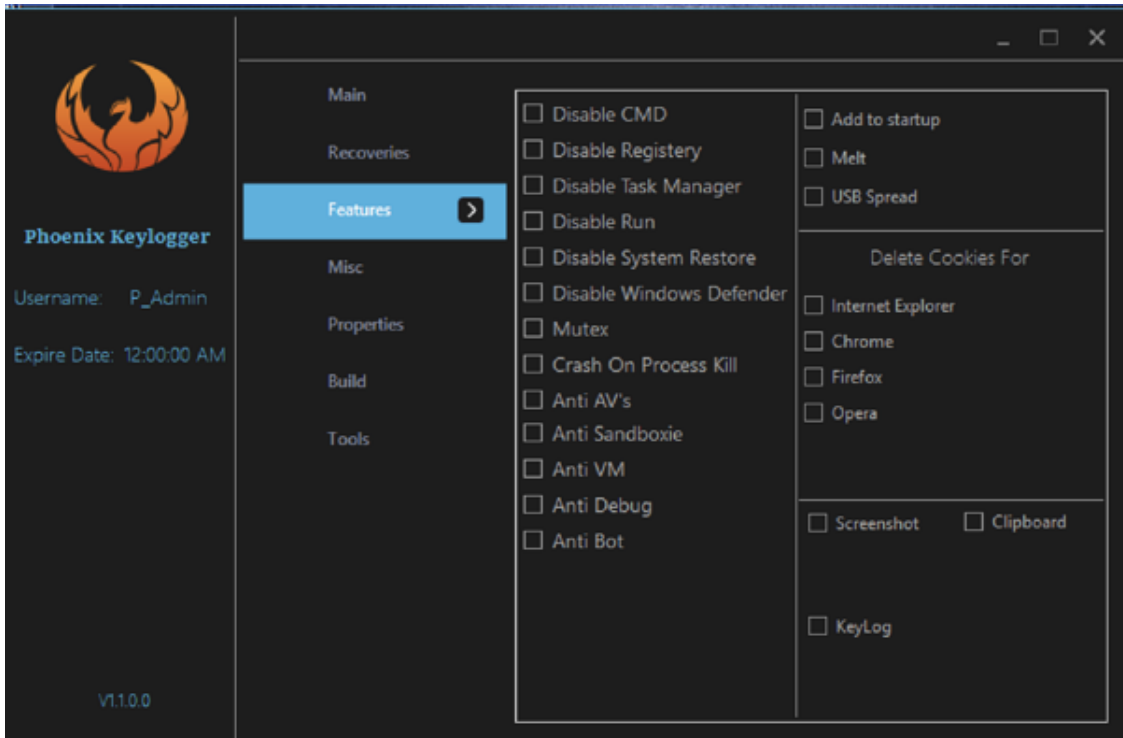 Phoenix Keylogger
Username: P_Admin
Expire Date: 12:00:00 AM
V1.1.0.0
Main
Recoveries
Features
Misc
Properties
Build
Tools
Disable CMD
Disable Registery
Disable Task Manager
Disable Run
Disable System Restore
Disable Windows Defender
Mutex
Crash On Process Kill
Anti AV's
Anti Sandboxie
Anti VM
Anti Debug
Anti Bot
Add to startup
Melt
USB Spread
Delete Cookies For
Internet Explorer
Chrome
Firefox
Opera
Screenshot Clipboard
KeyLog